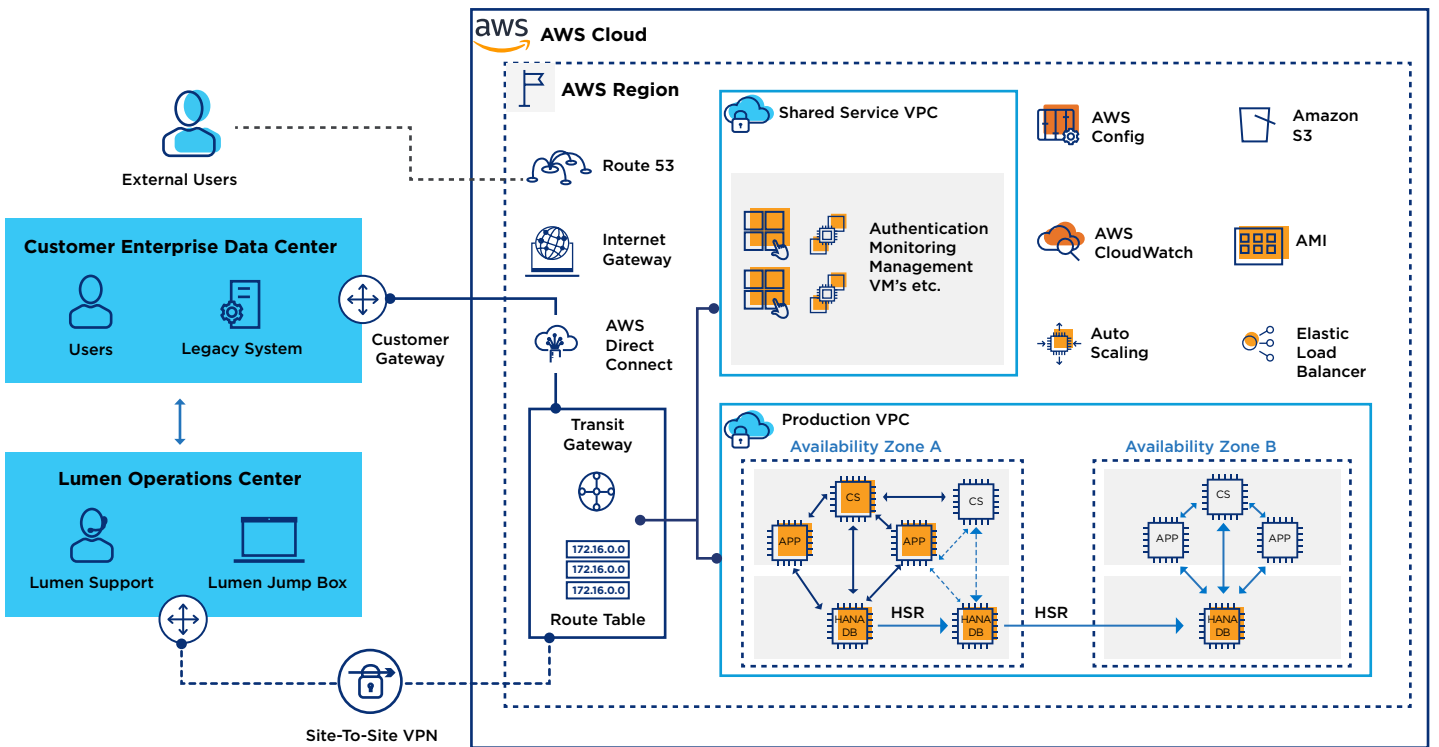 aws
AWS Cloud
AWS Region
External Users
Route 53
Internet
Gateway
AWS
Direct
Connect
Customer Enterprise Data Center
Users
Legacy System
Customer
Gateway
Lumen Operations Center
Lumen Support
Lumen Jump Box
Site-To-Site VPN
Transit
Gateway
172.16.0.0
172.16.0.0
172.16.0.0
Route Table
Shared Service VPC
Authentication
Monitoring
Management
VM's etc.
AWS
Config
Amazon
S3
AWS
CloudWatch
AMI
Auto
Scaling
Elastic
Load
Balancer
Production VPC
Availability Zone A
CS
CS
APP
APP
HANA
DB
HSR
HANA
DB
HSR
Availability Zone B
CS
APP
APP
HANA
DB